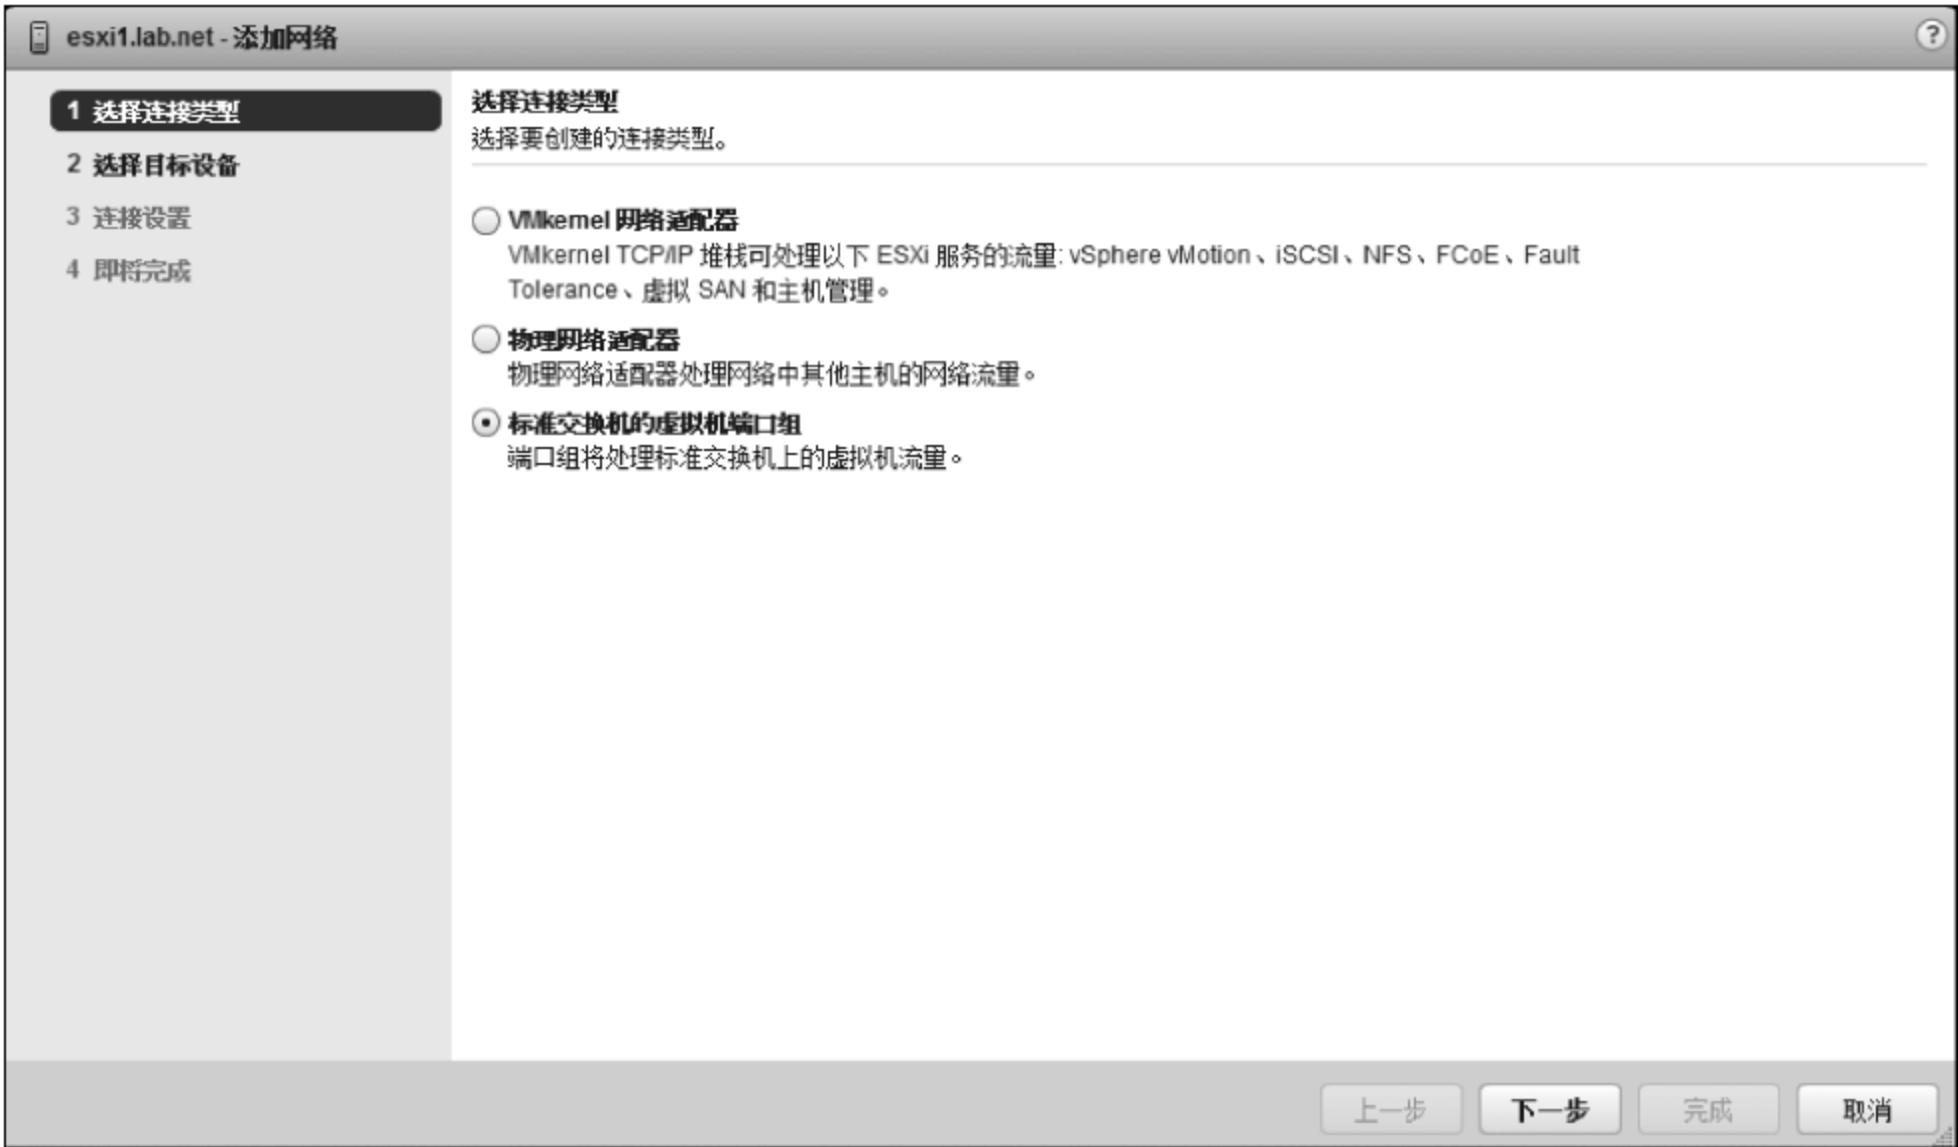 esxi1.lab.net - 添加网络
?
1 选择连接类型
2 选择目标设备
3 连接设置
4 即将完成
选择连接类型
选择要创建的连接类型。
VMkernel 网络适配器
VMkernel TCP/IP 堆栈可处理以下 ESXi 服务的流量: vSphere vMotion、iSCSI、NFS、FCoE、Fault
Tolerance、虚拟 SAN 和主机管理。
物理网络适配器
物理网络适配器处理网络中其他主机的网络流量。
标准交换机的虚拟机端口组
端口组将处理标准交换机上的虚拟机流量。
上一步 下一步 完成 取消